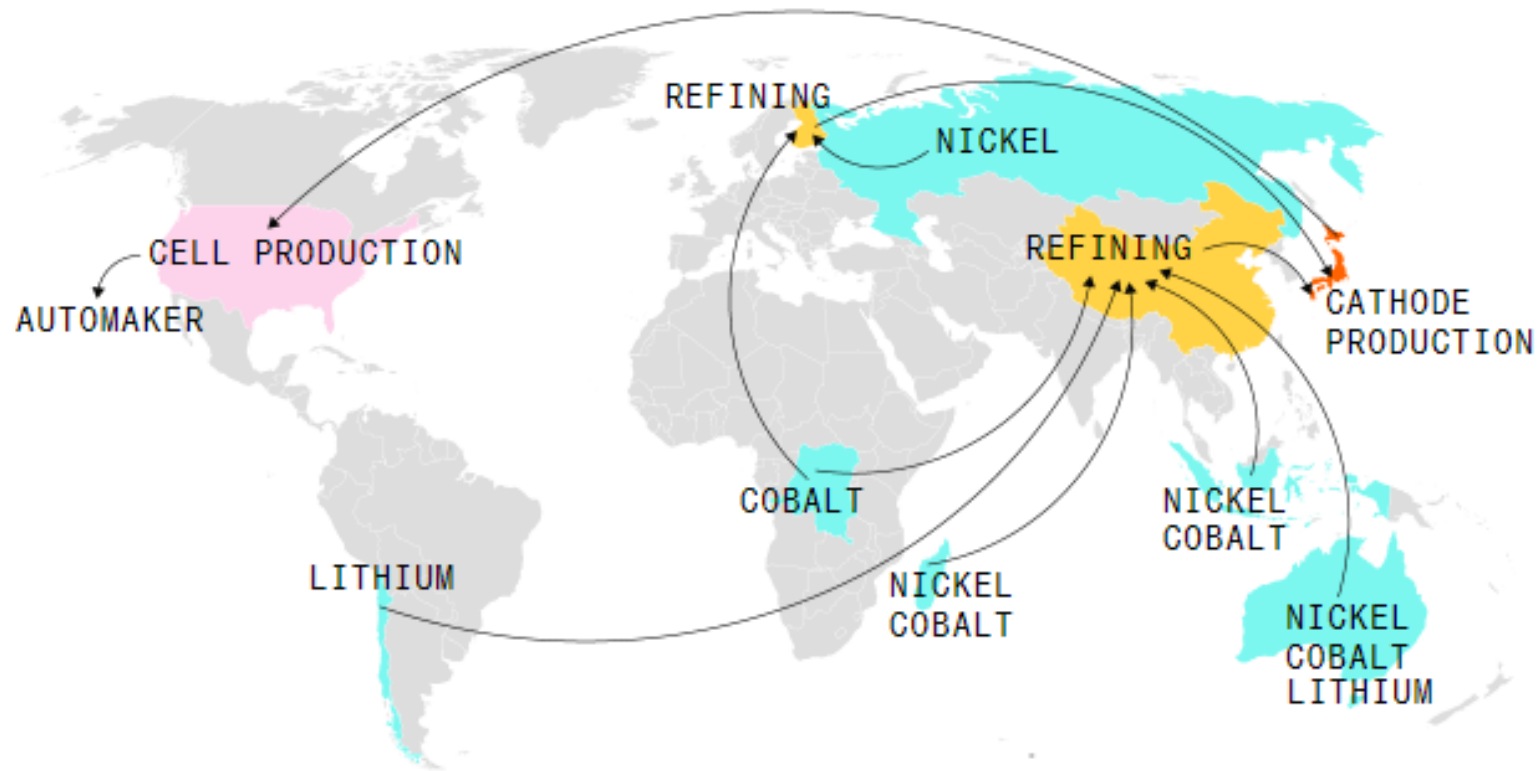 REFINING
NICKEL
REFINING
CELL PRODUCTION
AUTOMAKER
CATHODE
PRODUCTION
COBALT
NICKEL
COBALT
LITHIUM
NICKEL
COBALT
NICKEL
COBALT
LITHIUM